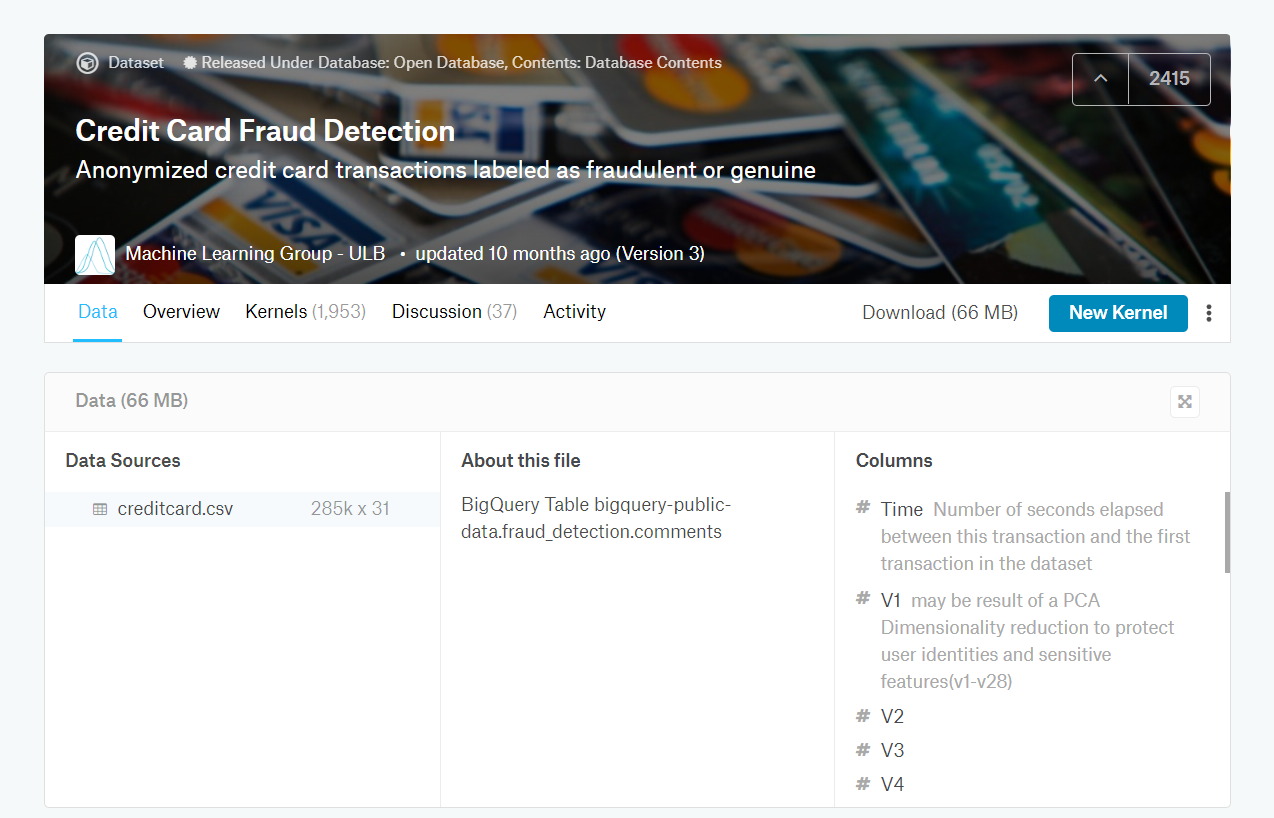 Dataset Released Under Database: Open Database, Contents: Database Contents
2415
Credit Card Fraud Detection
Anonymized credit card transactions labeled as fraudulent or genuine
VISA
Machine Learning Group - ULB • updated 10 months ago (Version 3)
Data Overview Kernels (1,953) Discussion (37) Activity Download (66 MB) New Kernel
Data (66 MB)
Data Sources
creditcard.csv 285k x 31
About this file
BigQuery Table bigquery-public-
data.fraud_detection.comments
Columns
# Time Number of seconds elapsed
between this transaction and the first
transaction in the dataset
# V1 may be result of a PCA
Dimensionality reduction to protect
user identities and sensitive
features(v1-v28)
# V2
# V3
# V4